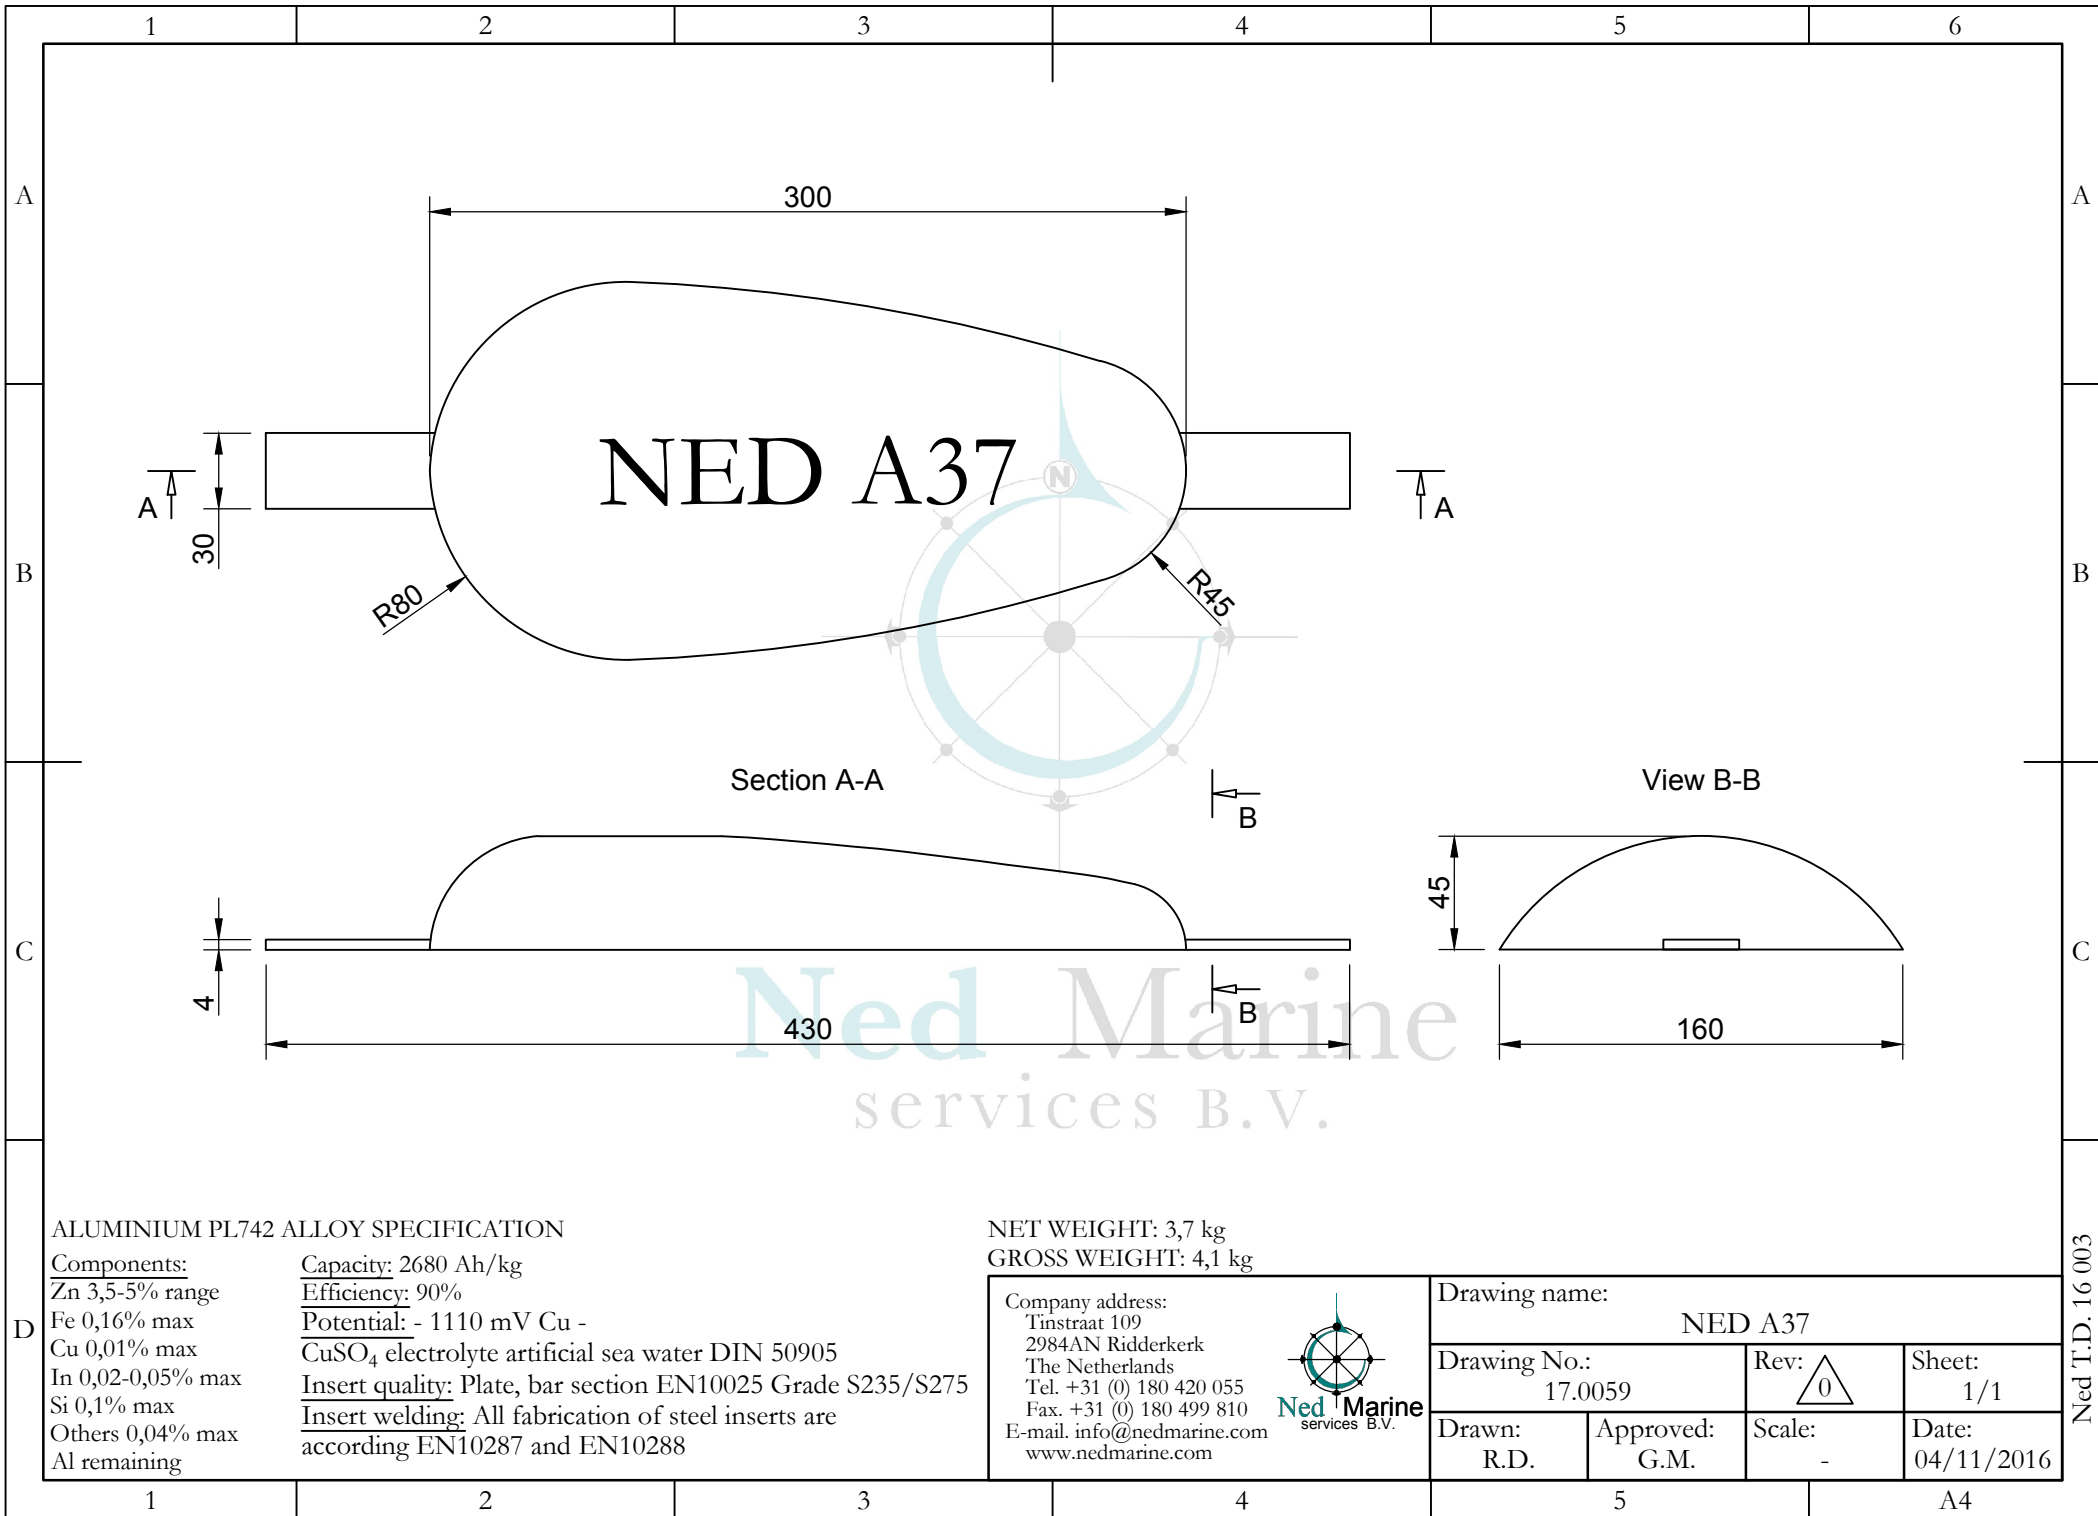 1 2 3 4 5 6
A A
300
NED A37
N
A A
30
B B
R80 R45
Section A-A
View B-B
B
45
C C
4
B
430
160
Ned Marine
services B.V.
ALUMINIUM PL742 ALLOY SPECIFICATION
Components:
Zn 3,5-5% range
Fe 0,16% max
Cu 0,01% max
In 0,02-0,05% max
Si 0,1% max
Others 0,04% max
Al remaining
Capacity: 2680 Ah/kg
Efficiency: 90%
Potential: - 1110 mV Cu -
CuSO₄ electrolyte artificial sea water DIN 50905
Insert quality: Plate, bar section EN10025 Grade S235/S275
Insert welding: All fabrication of steel inserts are
according EN10287 and EN10288
NET WEIGHT: 3,7 kg
GROSS WEIGHT: 4,1 kg
Company address:
Tinstraat 109
2984AN Ridderkerk
The Netherlands
Tel. +31 (0) 180 420 055
Fax. +31 (0) 180 499 810
E-mail. info@nedmarine.com
www.nedmarine.com
Ned Marine
services B.V.
Drawing name:
NED A37
Drawing No.:
17.0059
Rev:
0
Sheet:
1/1
Drawn:
R.D.
Approved:
G.M.
Scale:
-
Date:
04/11/2016
D
Ned T.D. 16 003
1 2 3 4 5 A4